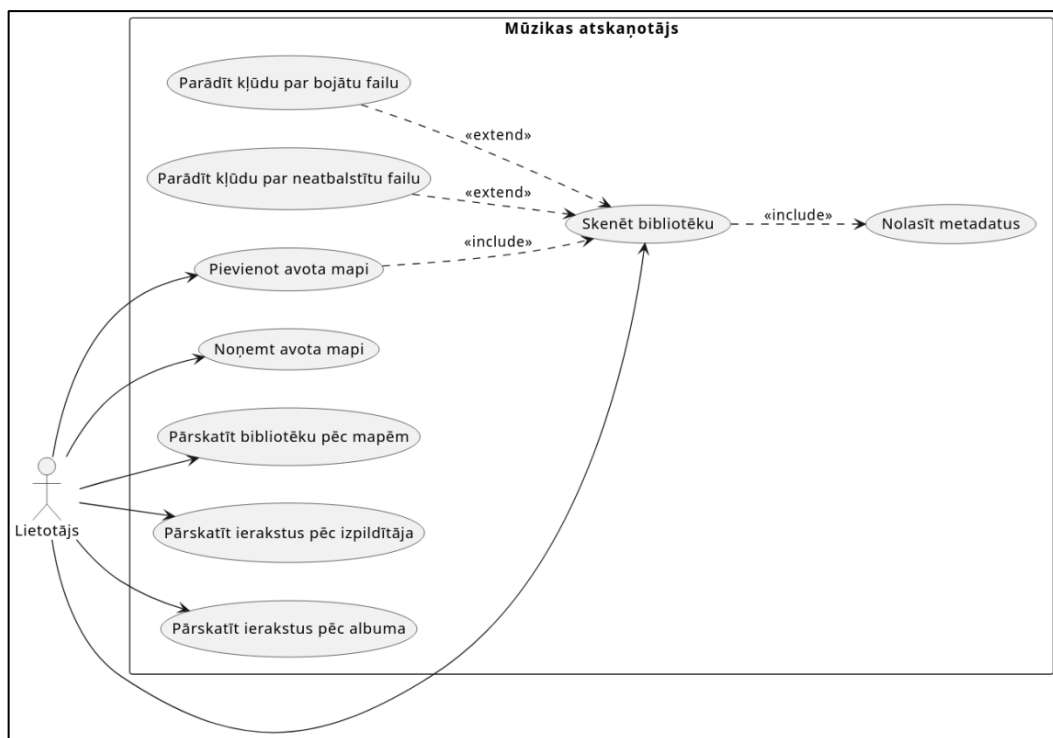 Mūzikas atskaņotājs
Parādīt kļūdu par bojātu failu
«extend»
Parādīt kļūdu par neatbalstītu failu
«extend»
Skenēt bibliotēku
«include»
Nolasīt metadatus
«include»
Pievienot avota mapi
Noņemt avota mapi
Pārskatīt bibliotēku pēc mapēm
Lietotājs
Pārskatīt ierakstus pēc izpildītāja
Pārskatīt ierakstus pēc albuma